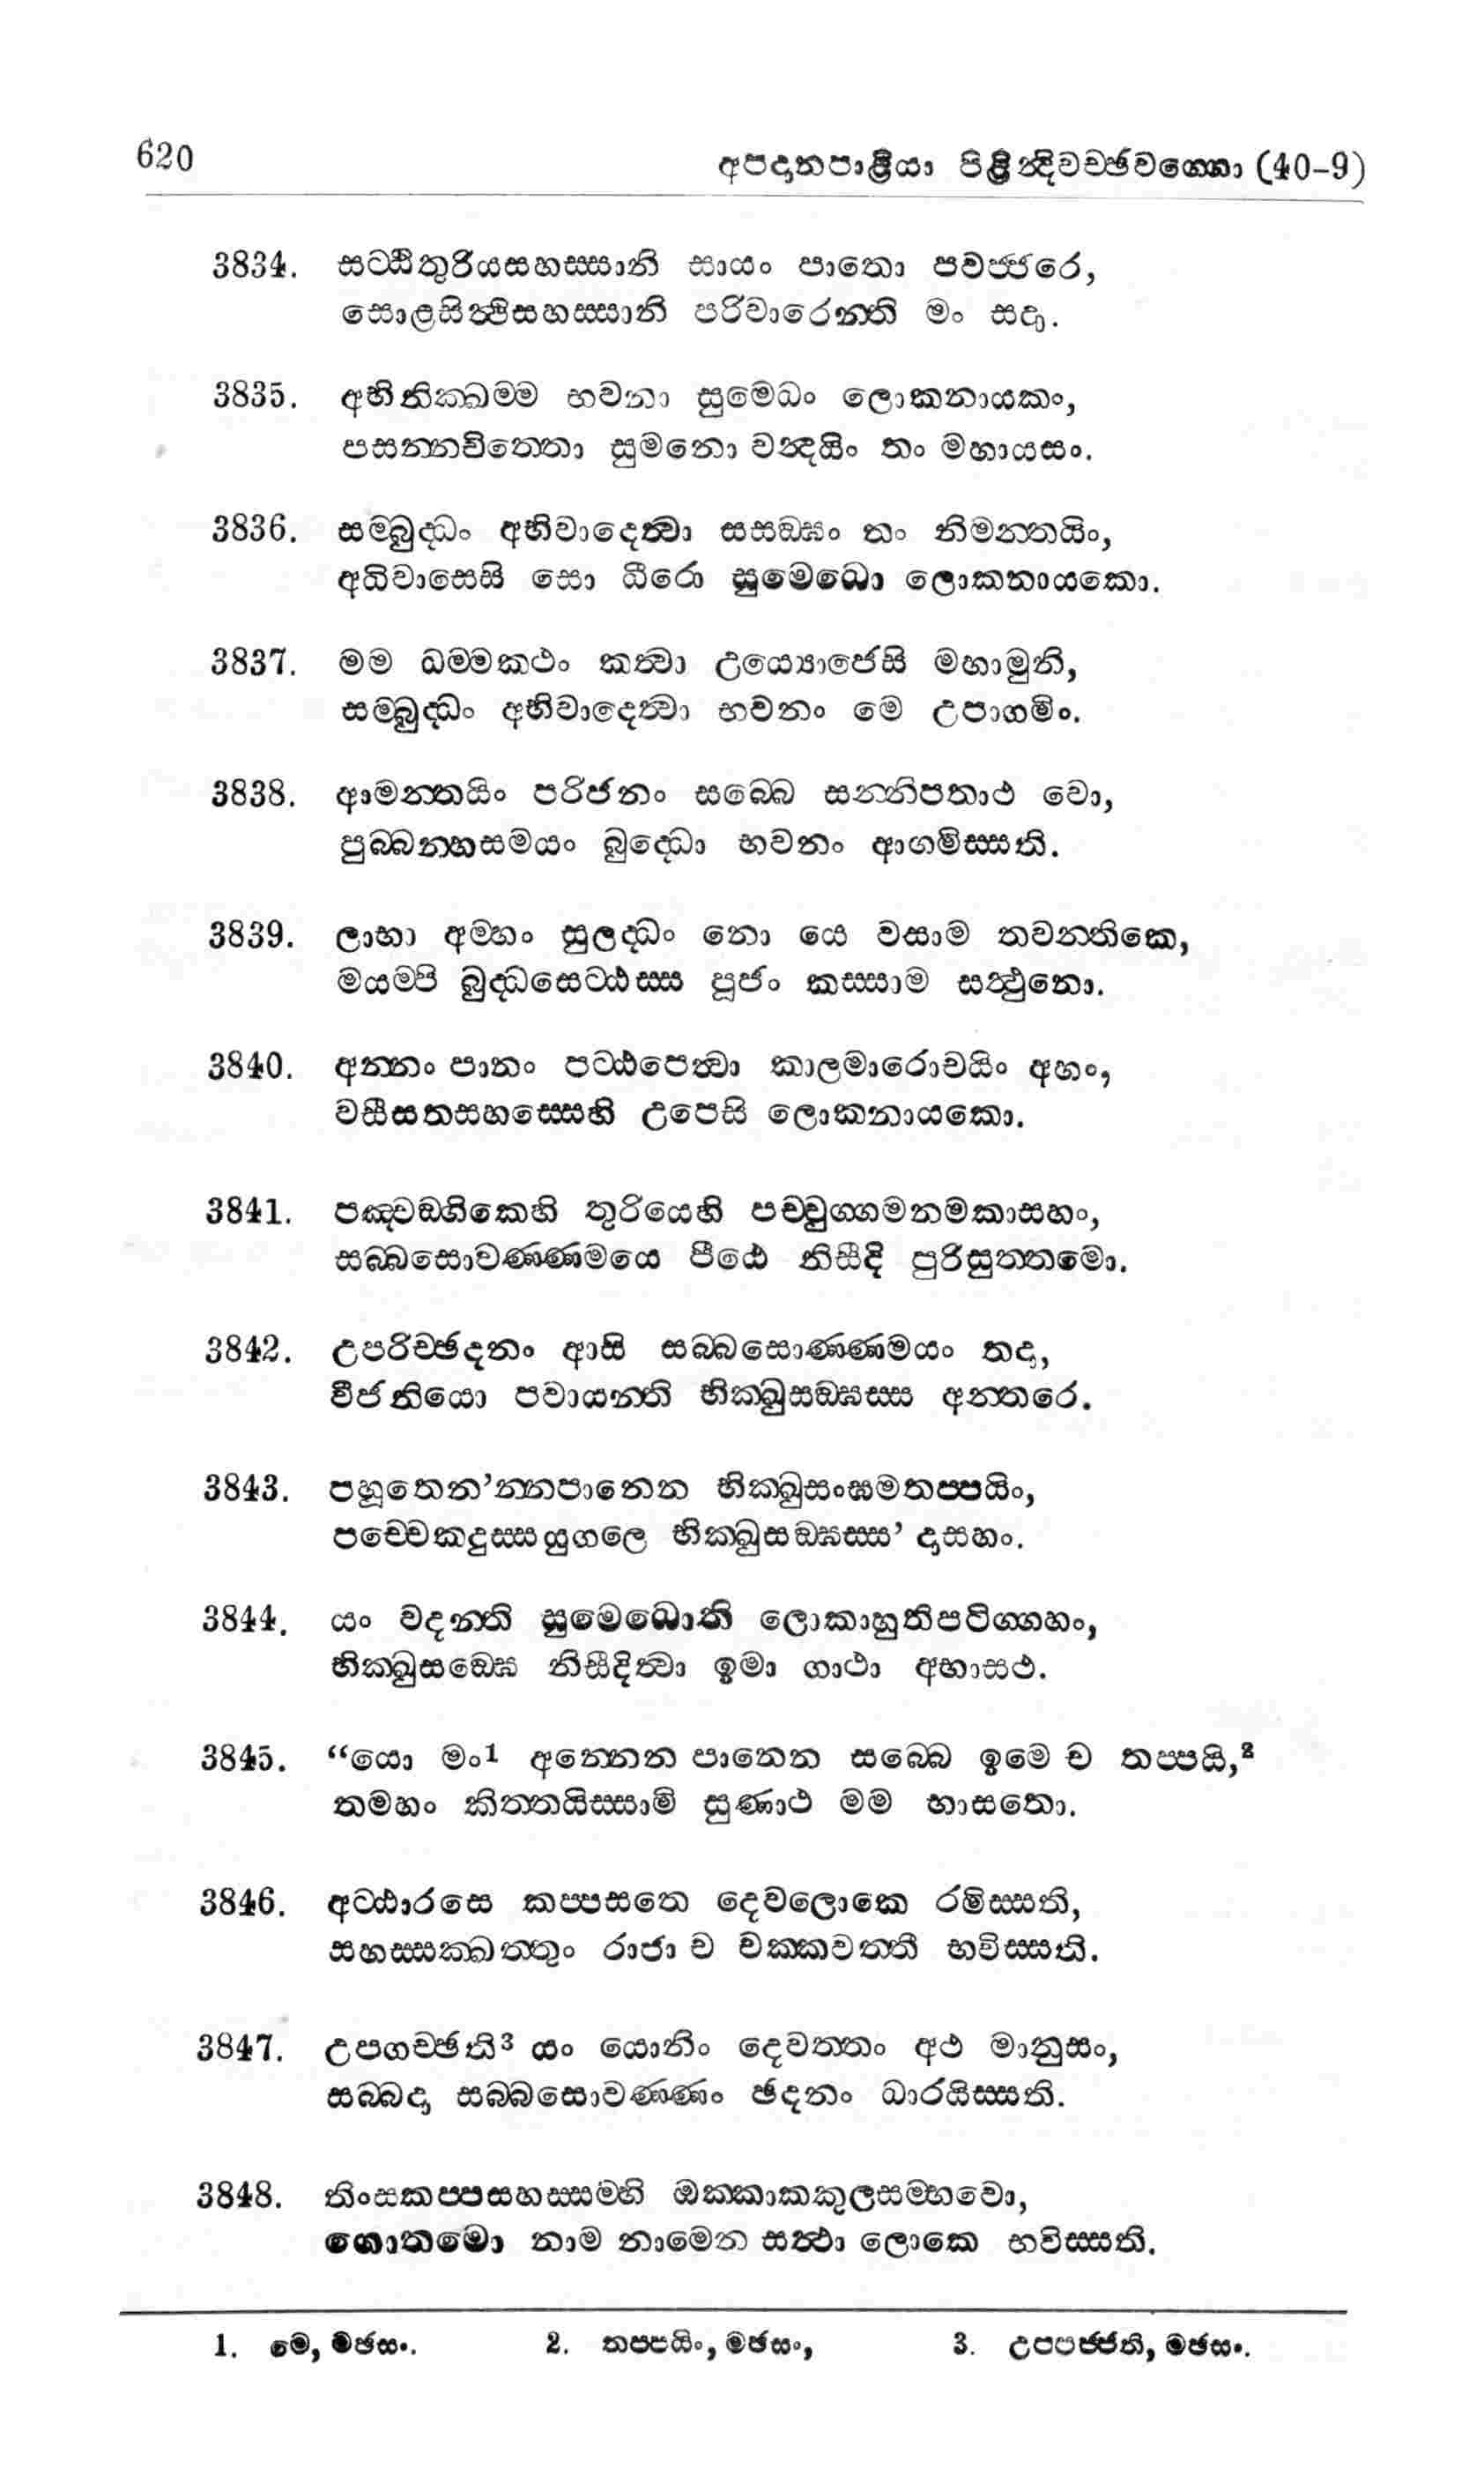 620 අපදානපාළියා පිළින්දිවච්ඡවග්ගො (40-9)
3834. සට්ඨිතුරියසහස්සානි සායං පාතො පවජ්ජරෙ,
සොළසිත්ථිසහස්සානි පරිවාරෙන්ති මං සදා.
3835. අභිනික්ඛම්ම භවනා සුමෙධං ලොකනායකං,
පසන්නචිත්තො සුමනො වන්දයිං තං මහායසං.
3836. සම්බුද්ධං අභිවාදෙත්වා සසඞ්ඝං තං නිමන්තයිං,
අධිවාසෙසි සො ධීරො සුමෙධො ලොකනායකො.
3837. මම ධම්මකථං කත්වා උය්‍යොජෙසි මහාමුනි,
සම්බුද්ධං අභිවාදෙත්වා භවනං මෙ උපාගමිං.
3838. ආමන්තයිං පරිජනං සබ්බෙ සන්නිපතාථ වො,
පුබ්බන්හසමයං බුද්ධො භවනං ආගමිස්සති.
3839. ලාභා අම්හං සුලද්ධං නො යෙ වසාම තවන්තිකෙ,
මයම්පි බුද්ධසෙට්ඨස්ස පූජං කස්සාම සත්ථුනො.
3840. අන්නං පානං පට්ඨපෙත්වා කාලමාරොචයිං අහං,
වසීසතසහස්සෙහි උපෙසි ලොකනායකො.
3841. පඤ්චඞ්ගිකෙහි තුරියෙහි පච්චුග්ගමනමකාසහං,
සබ්බසොවණ්ණමයෙ පීඨෙ නිසීදි පුරිසුත්තමො.
3842. උපරිච්ඡදනං ආසි සබ්බසොණ්ණමයං තදා,
වීජනියො පවායන්ති භික්ඛුසඞ්ඝස්ස අන්තරෙ.
3843. පහූතෙන’න්නපානෙන භික්ඛුසංඝමතප්පයිං,
පච්චෙකදුස්සයුගලෙ භික්ඛුසඞ්ඝස්ස’ දාසහං.
3844. යං වදන්ති සුමෙධොති ලොකාහුතිපටිග්ගහං,
භික්ඛුසඞ්ඝෙ නිසීදිත්වා ඉමා ගාථා අභාසථ.
3845. “යො මං¹ අන්නෙන පානෙන සබ්බෙ ඉමෙ ච තප්පයි,²
තමහං කිත්තයිස්සාමි සුණාථ මම භාසතො.
3846. අට්ඨාරසෙ කප්පසතෙ දෙවලොකෙ රමිස්සති,
සහස්සක්ඛත්තුං රාජා ච චක්කවත්තී භවිස්සති.
3847. උපගච්ඡති³ යං යොනිං දෙවත්තං අථ මානුසං,
සබ්බදා සබ්බසොවණ්ණං ඡදනං ධාරයිස්සති.
3848. තිංසකප්පසහස්සම්හි ඔක්කාකකුලසම්භවො,
ගොතමො නාම නාමෙන සත්ථා ලොකෙ භවිස්සති.
1. මෙ, මඡසං. 2. තප්පයිං, මඡසං, 3. උපපජ්ජති, මඡසං.